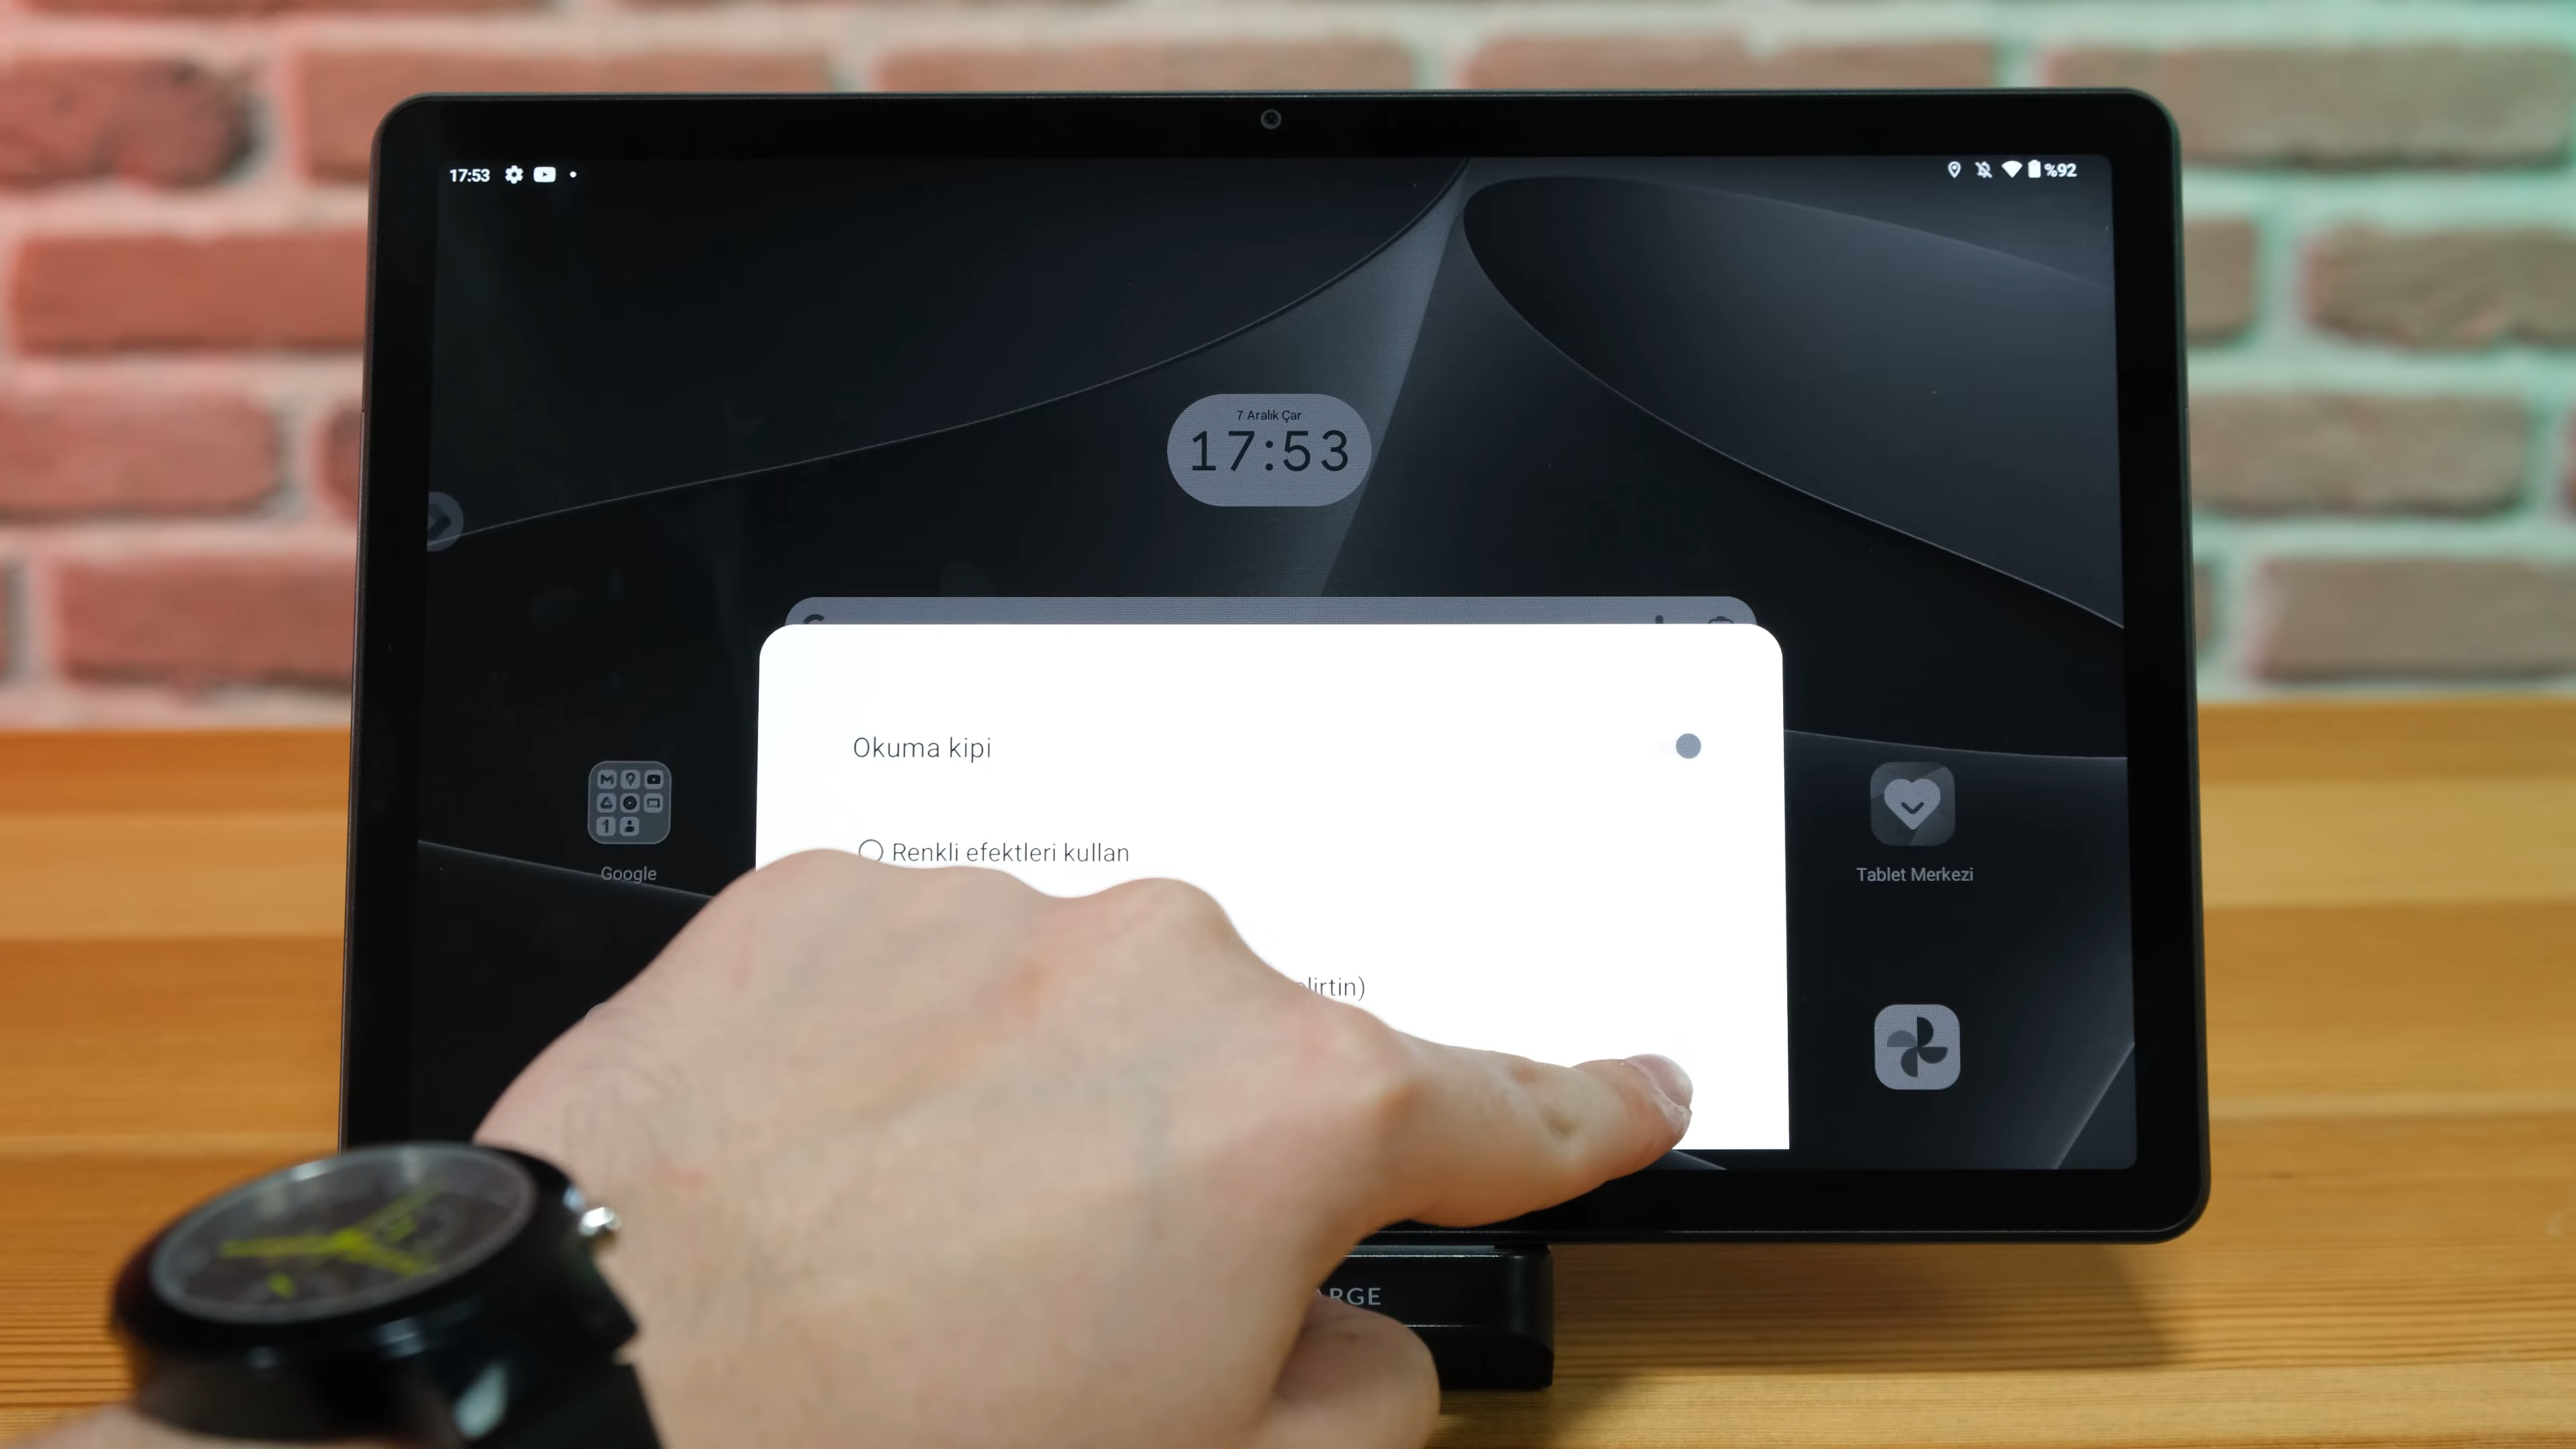 17:53
%92
7 Aralık Çar
17:53
Okuma kipi
Renkli efektleri kullan
Google
Tablet Merkezi